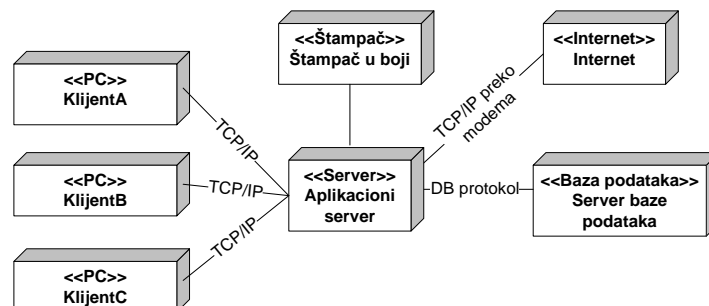 <<Štampač>>
Štampač u boji
<<Internet>>
Internet
<<PC>>
KlijentA
TCP/IP preko
modema
TCP/IP
<<PC>>
KlijentB
TCP/IP
<<Server>>
Aplikacioni
server
DB protokol
<<Baza podataka>>
Server baze
podataka
TCP/IP
<<PC>>
KlijentC